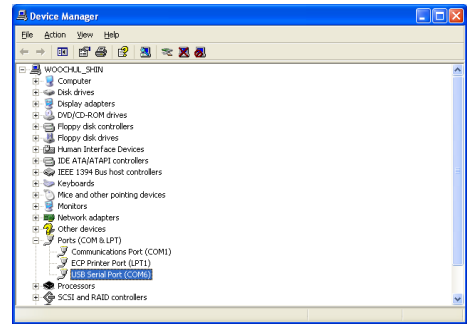 Device Manager
File Action View Help
WOOCHUL_SHIN
Computer
Disk drives
Display adapters
DVD/CD-ROM drives
Floppy disk controllers
Floppy disk drives
Human Interface Devices
IDE ATA/ATAPI controllers
IEEE 1394 Bus host controllers
Keyboards
Mice and other pointing devices
Monitors
Network adapters
Other devices
Ports (COM & LPT)
Communications Port (COM1)
ECP Printer Port (LPT1)
USB Serial Port (COM6)
Processors
SCSI and RAID controllers